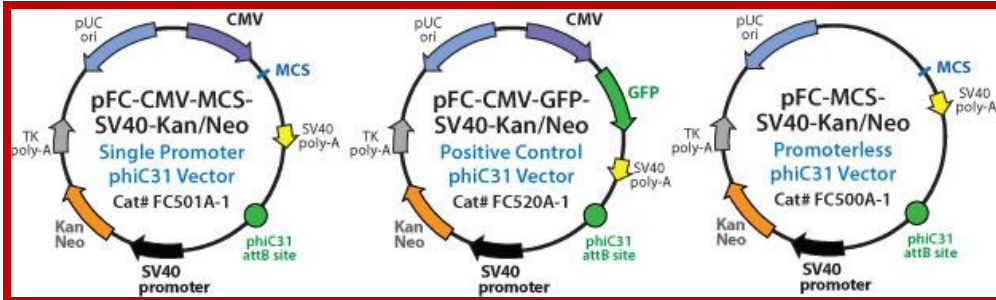 pUC
ori
CMV
MCS
pFC-CMV-MCS-
SV40-Kan/Neo
Single Promoter
phiC31 Vector
Cat# FC501A-1
SV40
poly-A
TK
poly-A
Kan
Neo
phiC31
attB site
SV40
promoter
pUC
ori
CMV
GFP
pFC-CMV-GFP-
SV40-Kan/Neo
Positive Control
phiC31 Vector
Cat# FC520A-1
SV40
poly-A
TK
poly-A
Kan
Neo
phiC31
attB site
SV40
promoter
pUC
ori
MCS
SV40
poly-A
pFC-MCS-
SV40-Kan/Neo
Promoterless
phiC31 Vector
Cat# FC500A-1
TK
poly-A
Kan
Neo
phiC31
attB site
SV40
promoter